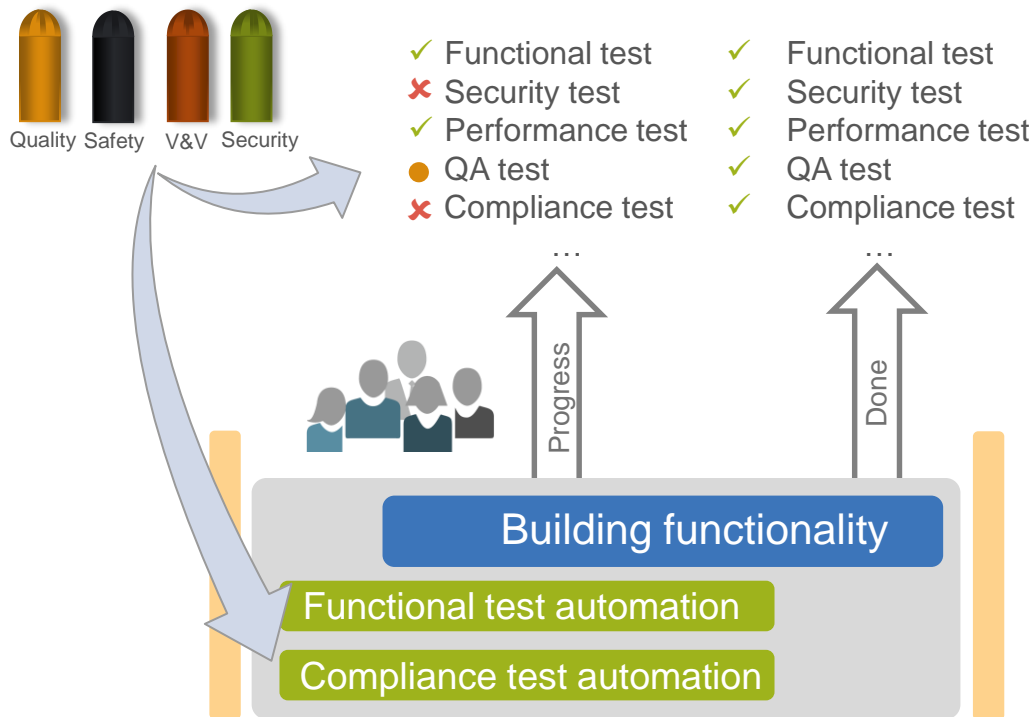 Quality Safety V&V Security
Functional test
Security test
Performance test
QA test
Compliance test
...
Functional test
Security test
Performance test
QA test
Compliance test
...
Progress
Done
Building functionality
Functional test automation
Compliance test automation